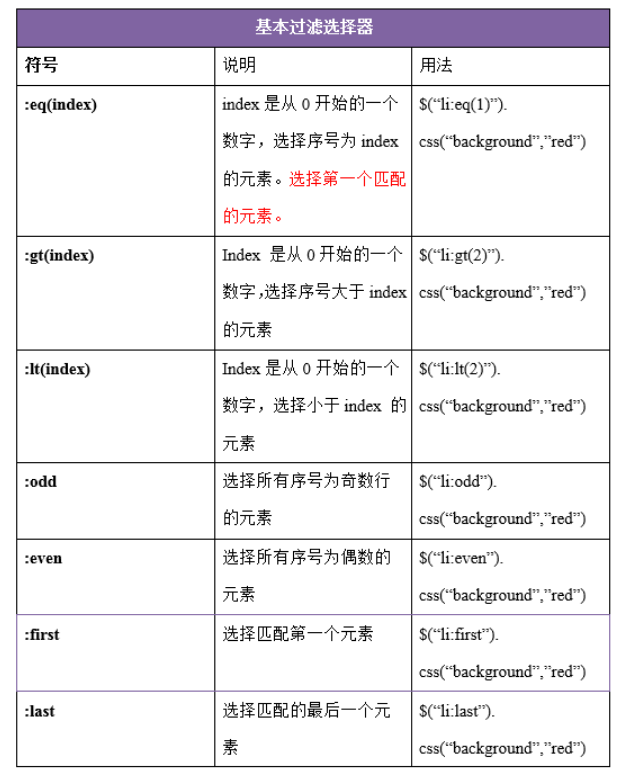 基本过滤选择器
符号 说明 用法
:eq(index) index 是从 0 开始的一个 $(“li:eq(1)”).
数字，选择序号为 index css(“background”,”red”)
的元素。选择第一个匹配
的元素。
:gt(index) Index 是从 0 开始的一个 $(“li:gt(2)”).
数字,选择序号大于 index css(“background”,”red”)
的元素
:lt(index) Index 是从 0 开始的一个 $(“li:lt(2)”).
数字，选择小于 index 的 css(“background”,”red”)
元素
:odd 选择所有序号为奇数行 $(“li:odd”).
的元素 css(“background”,”red”)
:even 选择所有序号为偶数的 $(“li:even”).
元素 css(“background”,”red”)
:first 选择匹配第一个元素 $(“li:first”).
css(“background”,”red”)
:last 选择匹配的最后一个元 $(“li:last”).
素 css(“background”,”red”)